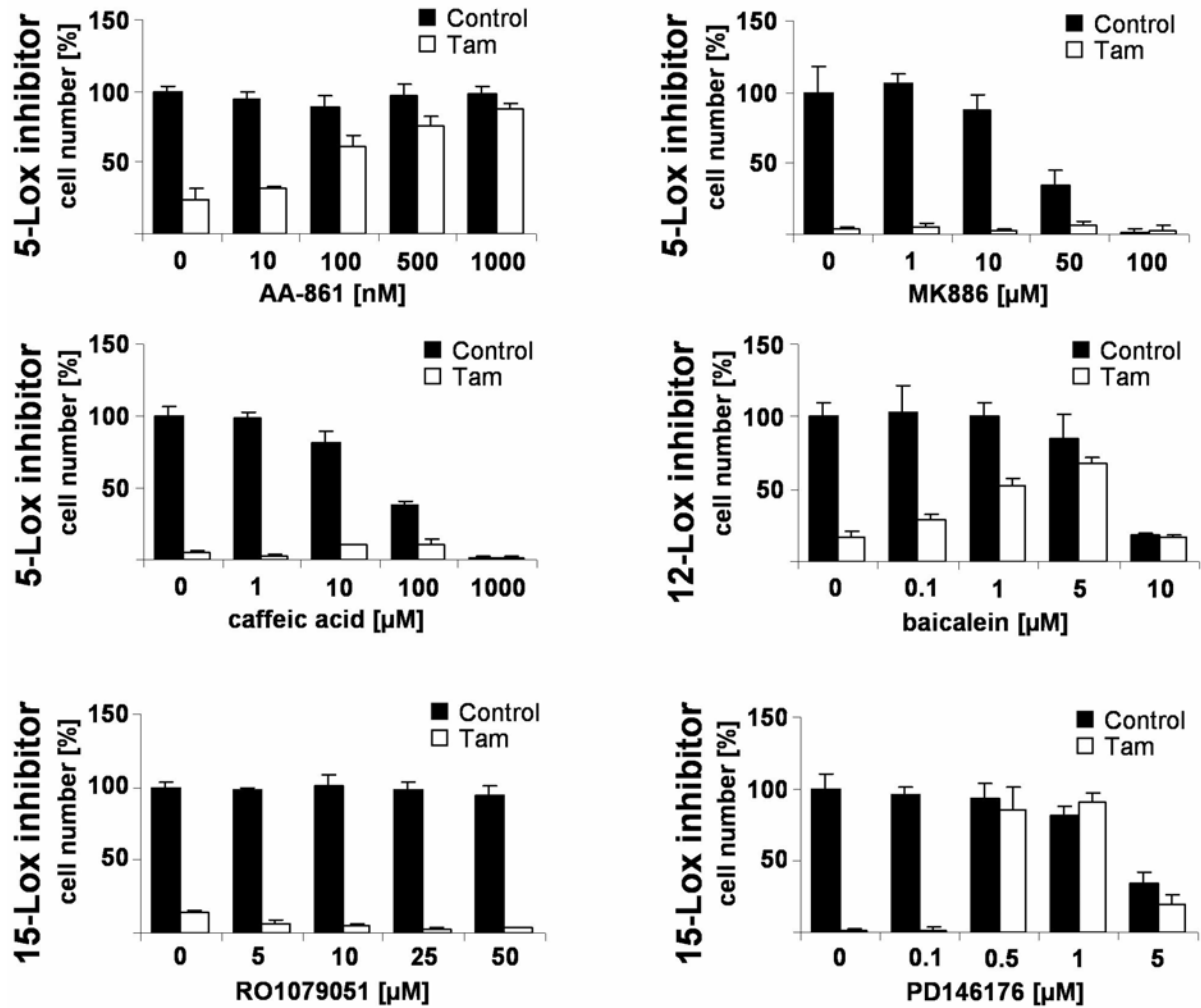 5-Lox inhibitor
cell number [%]
150
100
50
Control
Tam
0 10 100 500 1000
AA-861 [nM]
5-Lox inhibitor
cell number [%]
150
100
50
Control
Tam
0 1 10 50 100
MK886 [µM]
5-Lox inhibitor
cell number [%]
150
100
50
Control
Tam
0 1 10 100 1000
caffeic acid [µM]
12-Lox inhibitor
cell number [%]
150
100
50
Control
Tam
0 0.1 1 5 10
baicalein [µM]
15-Lox inhibitor
cell number [%]
150
100
50
Control
Tam
0 5 10 25 50
RO1079051 [µM]
15-Lox inhibitor
cell number [%]
150
100
50
Control
Tam
0 0.1 0.5 1 5
PD146176 [µM]